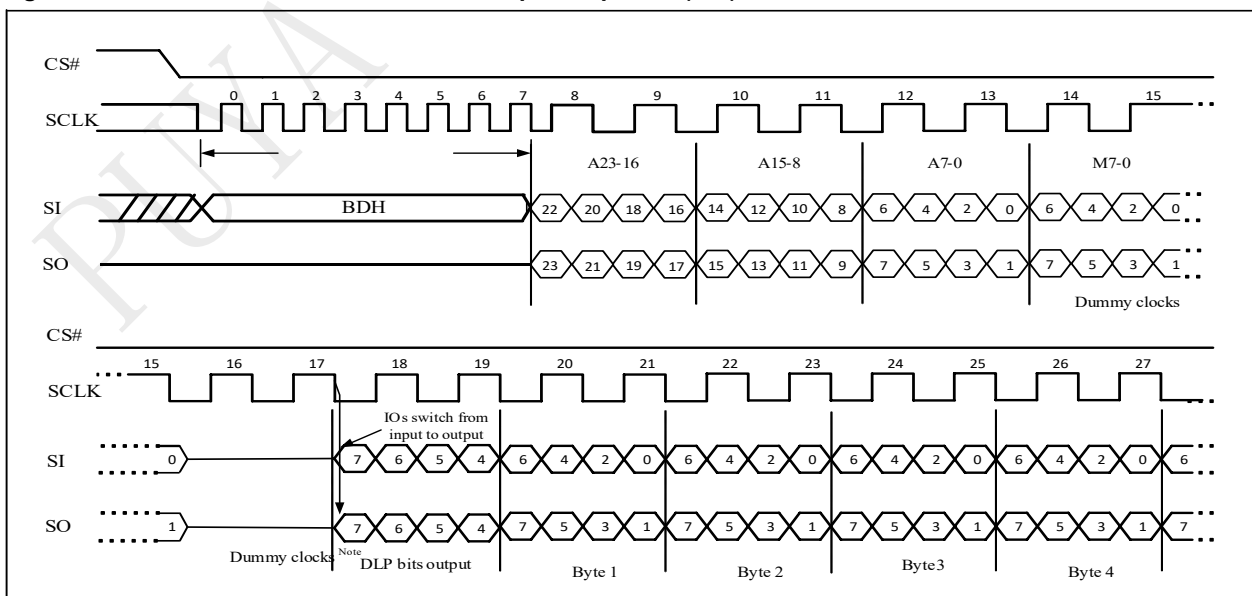 CS#
0 1 2 3 4 5 6 7 8 9 10 11 12 13 14 15
SCLK
A23-16 A15-8 A7-0 M7-0
SI BDH 22 20 18 16 14 12 10 8 6 4 2 0 6 4 2 0
SO 23 21 19 17 15 13 11 9 7 5 3 1 7 5 3 1
Dummy clocks
CS#
15 16 17 18 19 20 21 22 23 24 25 26 27
SCLK
IOs switch from
input to output
SI 0 7 6 5 4 6 4 2 0 6 4 2 0 6 4 2 0 6 4 2 0 6
SO 1 7 6 5 4 7 5 3 1 7 5 3 1 7 5 3 1 7 5 3 1 7
Dummy clocks Note DLP bits output Byte 1 Byte 2 Byte3 Byte 4
PUYA